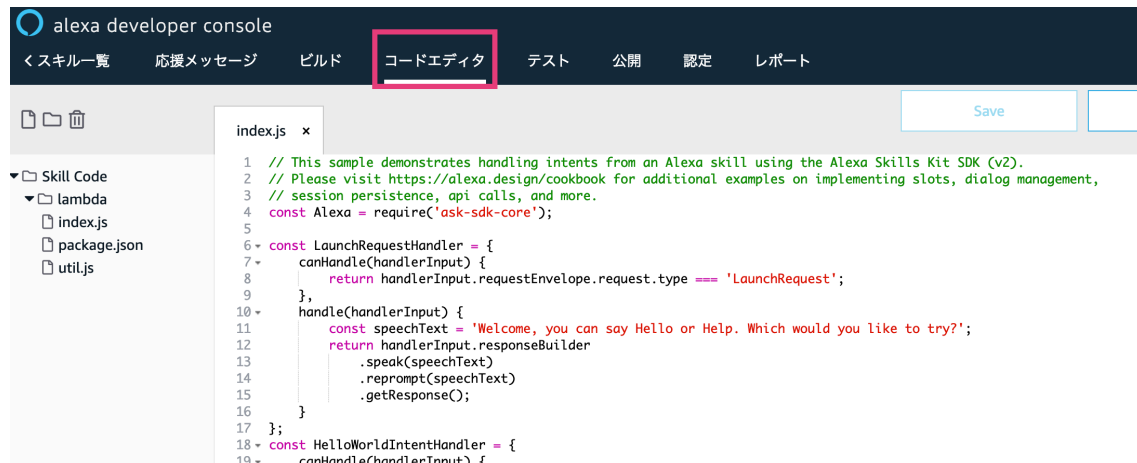 alexa developer console
く スキル一覧 応援メッセージ ビルド コードエディタ テスト 公開 認定 レポート
Save
index.js ×
Skill Code
lambda
index.js
package.json
util.js
1 // This sample demonstrates handling intents from an Alexa skill using the Alexa Skills Kit SDK (v2).
2 // Please visit https://alexa.design/cookbook for additional examples on implementing slots, dialog management,
3 // session persistence, api calls, and more.
4 const Alexa = require('ask-sdk-core');
5
6 const LaunchRequestHandler = {
7 canHandle(handlerInput) {
8 return handlerInput.requestEnvelope.request.type === 'LaunchRequest';
9 },
10 handle(handlerInput) {
11 const speechText = 'Welcome, you can say Hello or Help. Which would you like to try?';
12 return handlerInput.responseBuilder
13 .speak(speechText)
14 .reprompt(speechText)
15 .getResponse();
16 }
17 };
18 const HelloWorldIntentHandler = {
19 canHandle(handlerInput) {